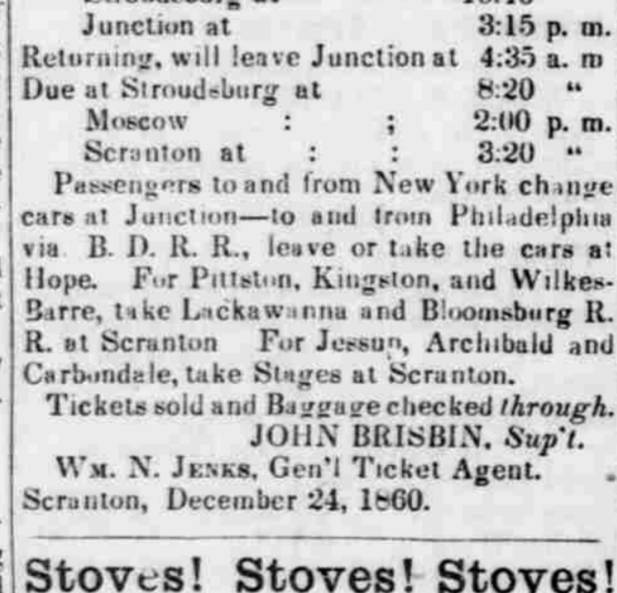 Junction at 3:15 p. m.
Returning, will leave Junction at 4:35 a. m
Due at Stroudsburg at 8:20 "
Moscow : ; 2:00 p. m.
Scranton at : : 3:20 "
Passengers to and from New York change
cars at Junction—to and from Philadelphia
via B. D. R. R., leave or take the cars at
Hope. For Pittston, Kingston, and Wilkes-
Barre, take Lackawanna and Bloomsburg R.
R. at Scranton For Jessup, Archibald and
Carbondale, take Stages at Scranton.
Tickets sold and Baggage checked through.
JOHN BRISBIN, Sup't.
WM. N. JENKS, Gen'l Ticket Agent.
Scranton, December 24, 1860.
Stoves! Stoves! Stoves!